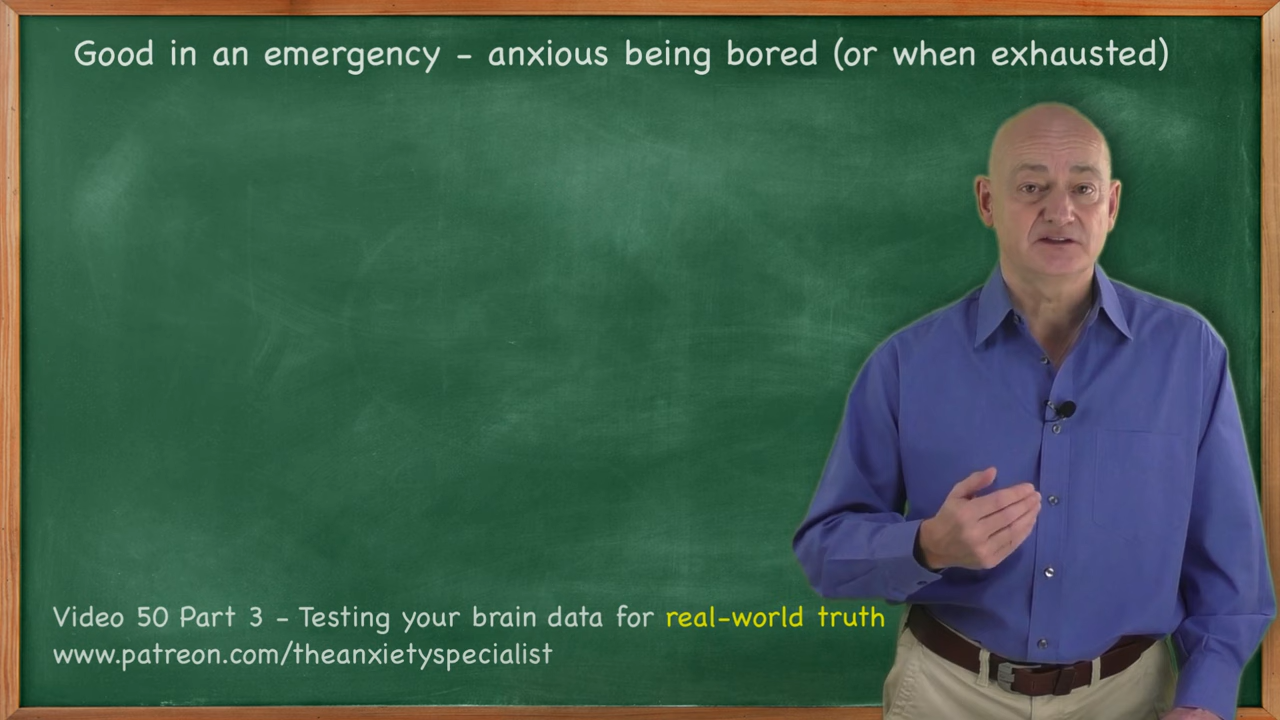 Good in an emergency - anxious being bored (or when exhausted)
Video 50 Part 3 - Testing your brain data for real-world truth
www.patreon.com/theanxietyspecialist